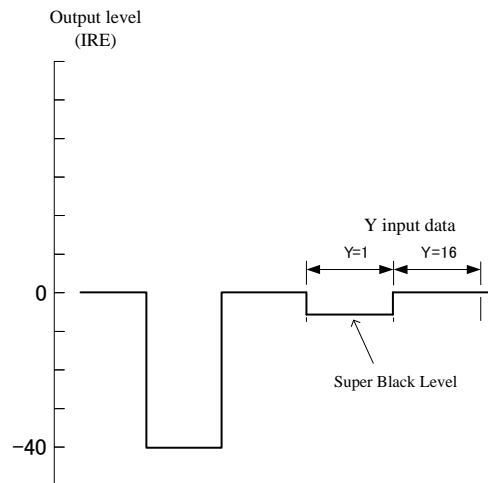 Output level
(IRE)
Y input data
Y=1
Y=16
0
Super Black Level
-40